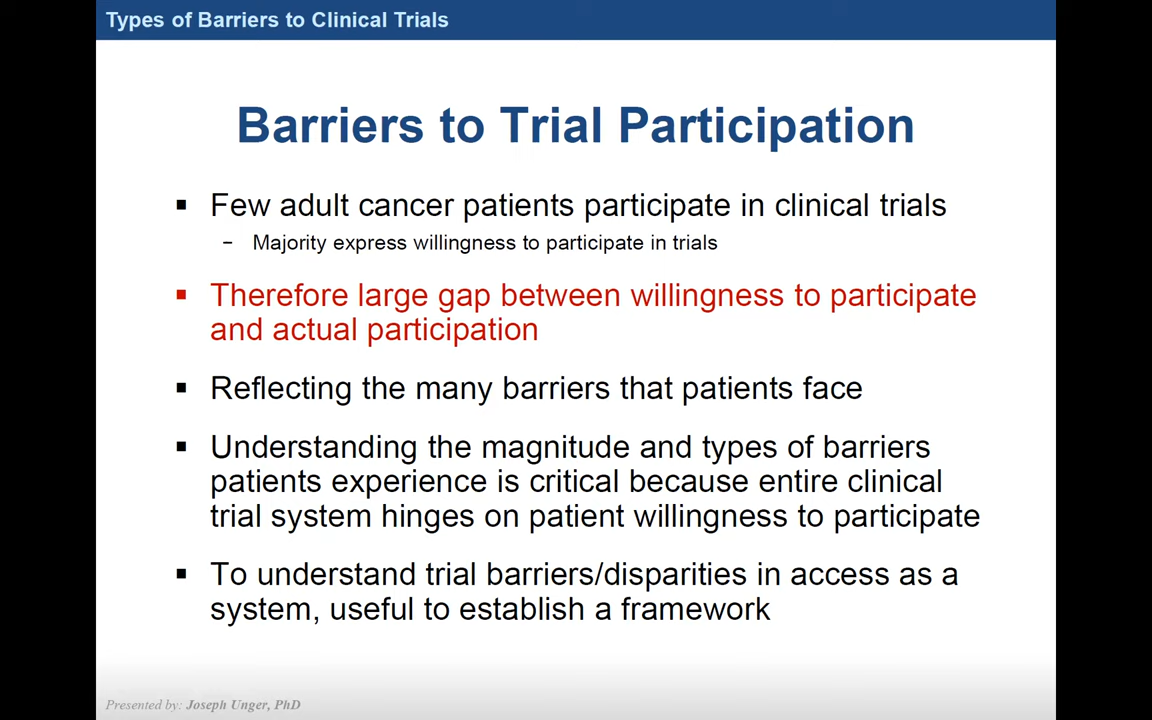 Types of Barriers to Clinical Trials
Barriers to Trial Participation
▪ Few adult cancer patients participate in clinical trials
– Majority express willingness to participate in trials
▪ Therefore large gap between willingness to participate
and actual participation
▪ Reflecting the many barriers that patients face
▪ Understanding the magnitude and types of barriers
patients experience is critical because entire clinical
trial system hinges on patient willingness to participate
▪ To understand trial barriers/disparities in access as a
system, useful to establish a framework
Presented by: Joseph Unger, PhD